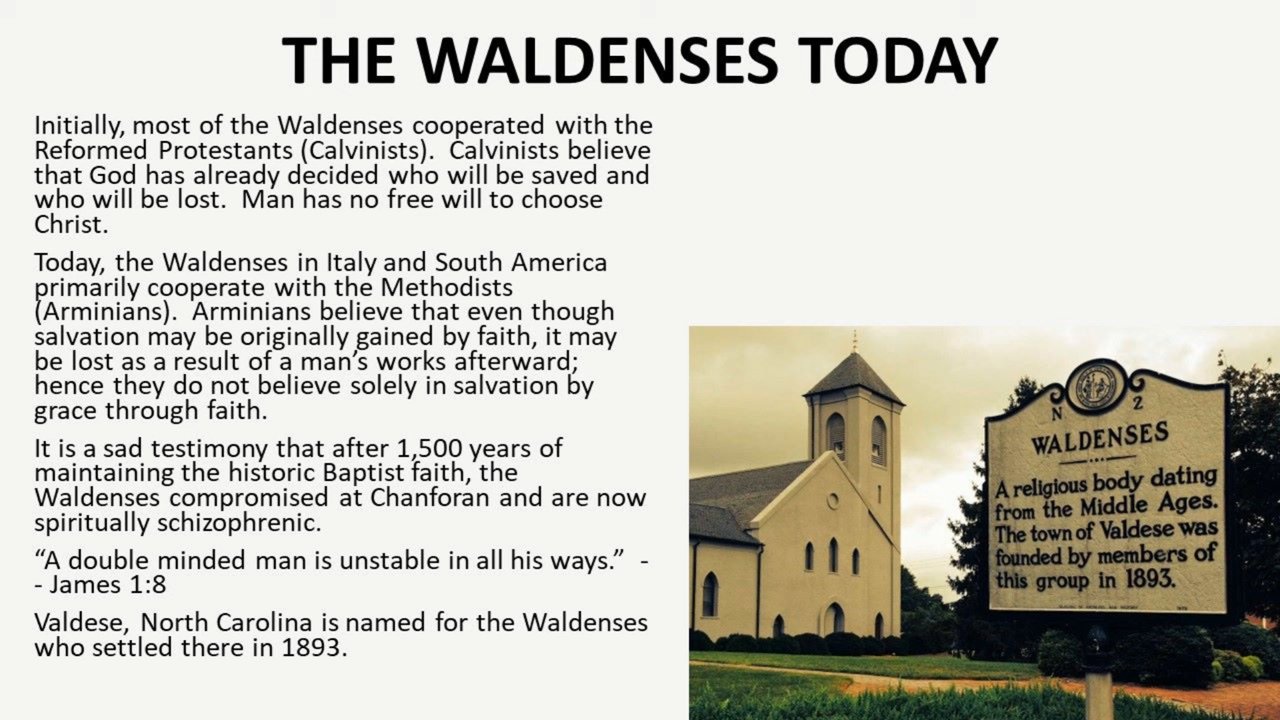 THE WALDENSES TODAY
Initially, most of the Waldenses cooperated with the
Reformed Protestants (Calvinists).  Calvinists believe
that God has already decided who will be saved and
who will be lost.  Man has no free will to choose
Christ.
Today, the Waldenses in Italy and South America
primarily cooperate with the Methodists
(Arminians).  Arminians believe that even though
salvation may be originally gained by faith, it may
be lost as a result of a man’s works afterward;
hence they do not believe solely in salvation by
grace through faith.
It is a sad testimony that after 1,500 years of
maintaining the historic Baptist faith, the
Waldenses compromised at Chanforan and are now
spiritually schizophrenic.
“A double minded man is unstable in all his ways.”  -
- James 1:8
Valdese, North Carolina is named for the Waldenses
who settled there in 1893.
N 2
WALDENSES
A religious body dating
from the Middle Ages.
The town of Valdese was
founded by members of
this group in 1893.